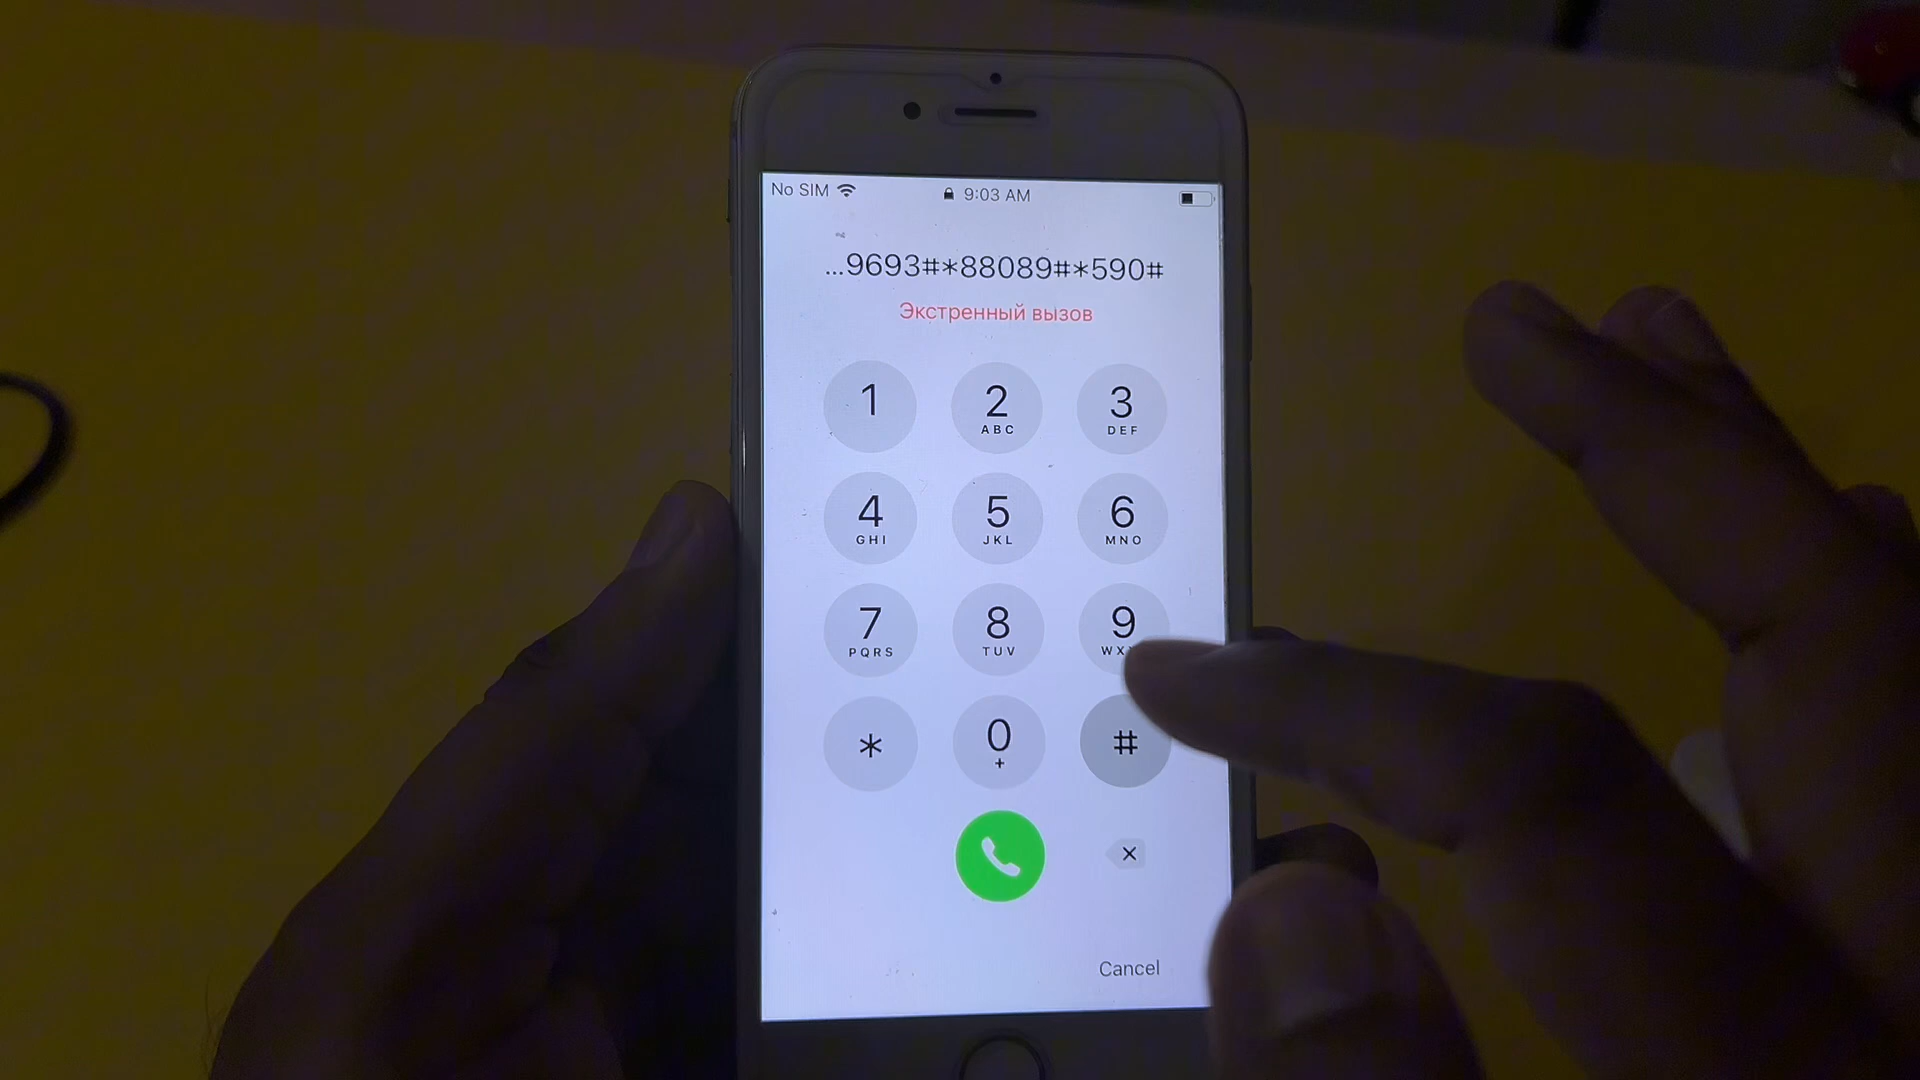 No SIM 9:03 AM
...9693#*88089#*590#
Экстренный вызов
1 2 3
ABC DEF
4 5 6
GHI JKL MNO
7 8 9
PQRS TUV
* 0 #
+
Cancel